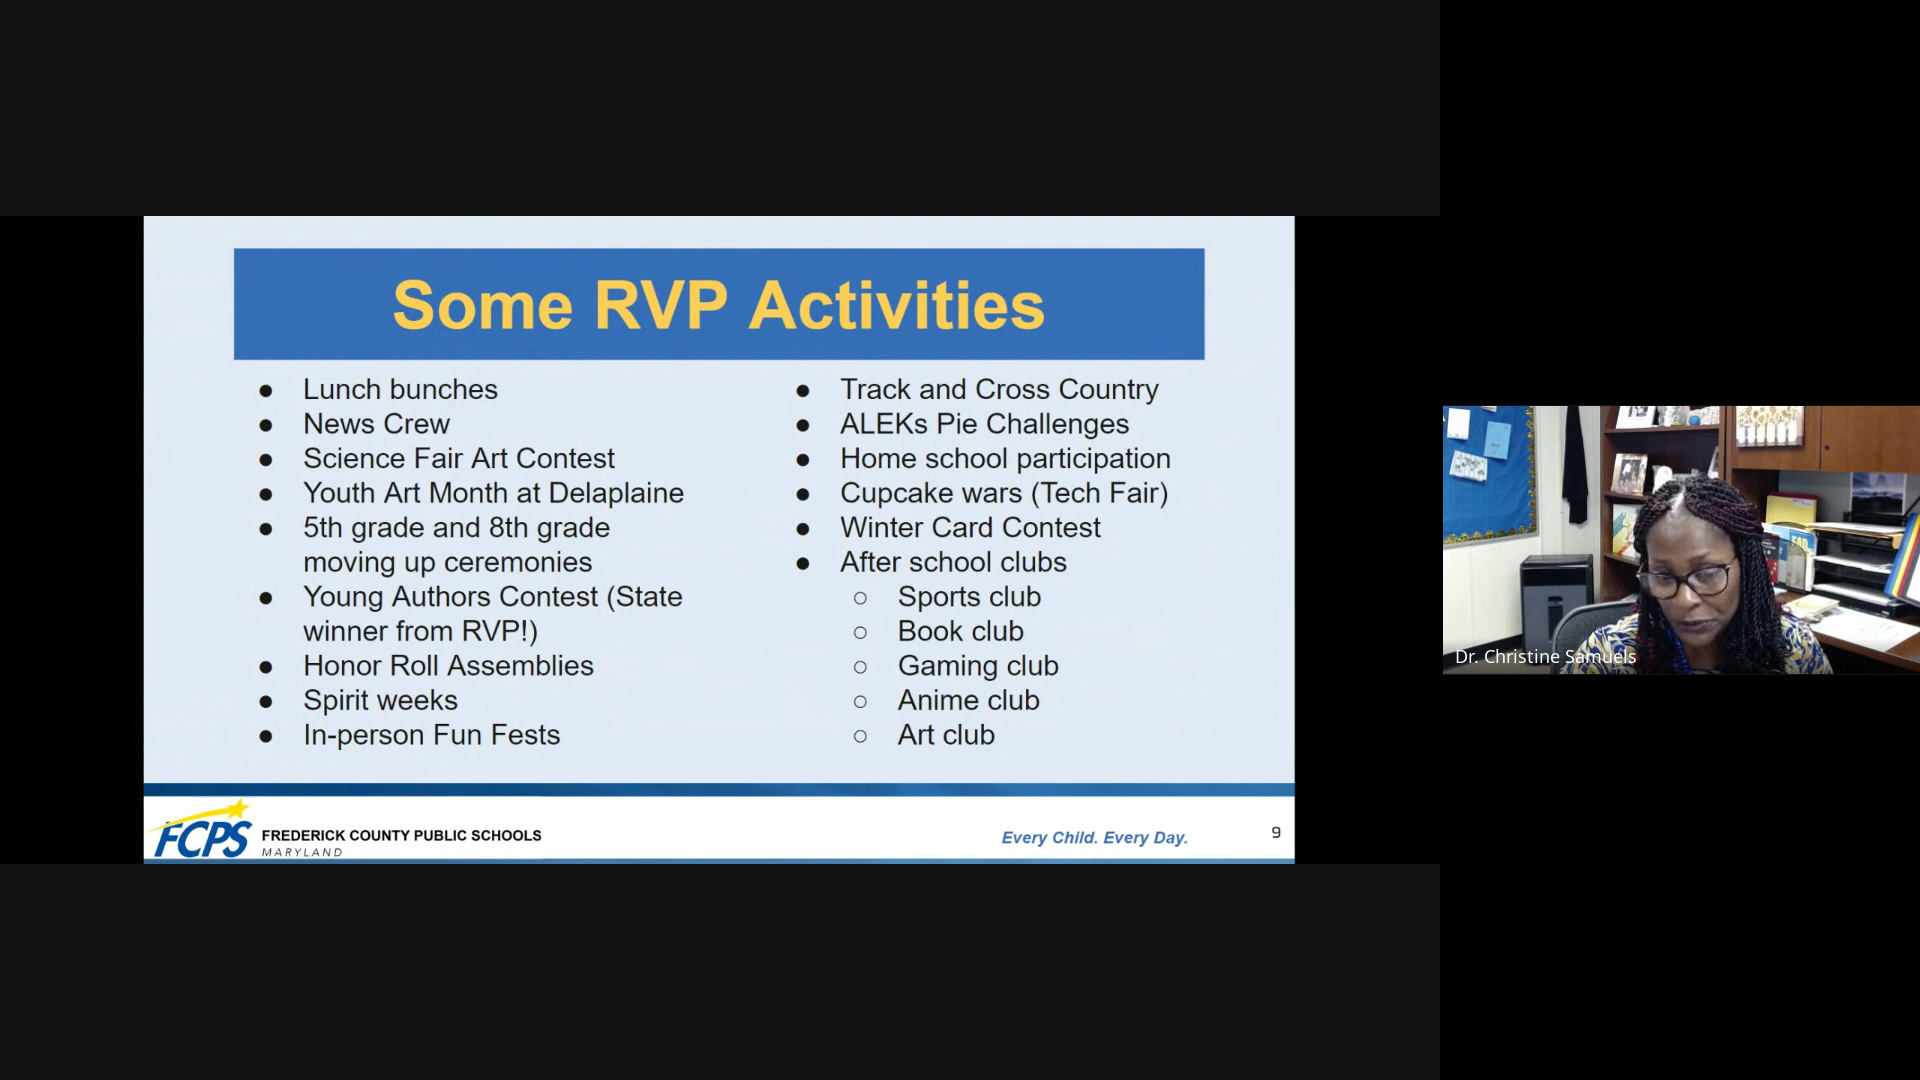 Some RVP Activities
Lunch bunches
News Crew
Science Fair Art Contest
Youth Art Month at Delaplaine
5th grade and 8th grade
moving up ceremonies
Young Authors Contest (State
winner from RVP!)
Honor Roll Assemblies
Spirit weeks
In-person Fun Fests
Track and Cross Country
ALEKs Pie Challenges
Home school participation
Cupcake wars (Tech Fair)
Winter Card Contest
After school clubs
Sports club
Book club
Gaming club
Anime club
Art club
FCPS
FREDERICK COUNTY PUBLIC SCHOOLS
MARYLAND
Every Child. Every Day.
9
Dr. Christine Samuels